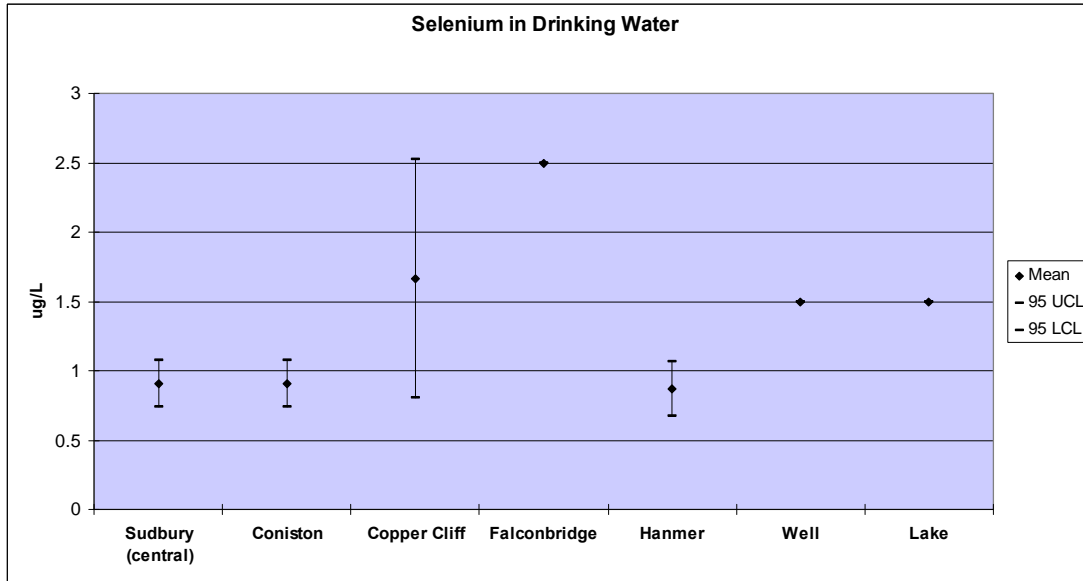 Selenium in Drinking Water
3
2.5
2
1.5
1
0.5
0
ug/L
Sudbury
(central)
Coniston
Copper Cliff
Falconbridge
Hanmer
Well
Lake
Mean
95 UCL
95 LCL